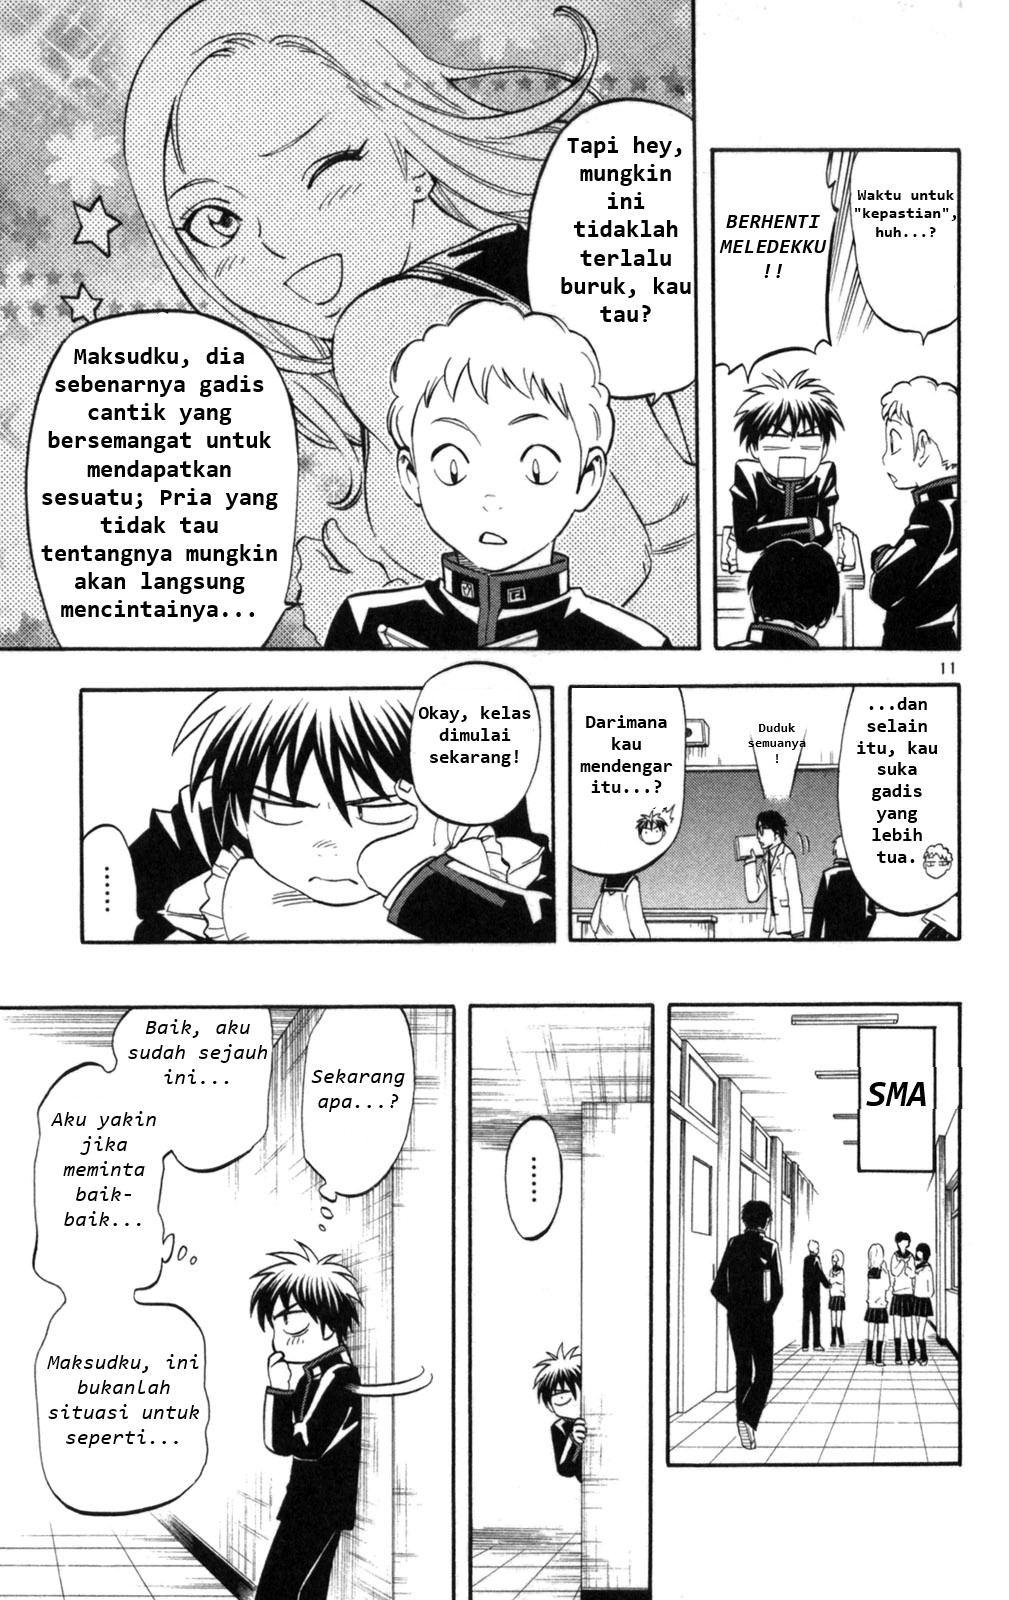 Waktu untuk
"kepastian",
huh...?
BERHENTI
MELEDEKKU
!!
Tapi hey,
mungkin
ini
tidaklah
terlalu
buruk, kau
tau?
Maksudku, dia
sebenarnya gadis
cantik yang
bersemangat untuk
mendapatkan
sesuatu; Pria yang
tidak tau
tentangnya mungkin
akan langsung
mencintainya...
11
...dan
selain
itu, kau
suka
gadis
yang
lebih
tua.
Duduk
semuanya
!
Darimana
kau
mendengar
itu...?
Okay, kelas
dimulai
sekarang!
......
SMA
......
Sekarang
apa...?
Baik, aku
sudah sejauh
ini...
Aku yakin
jika
meminta
baik-
baik...
Maksudku, ini
bukanlah
situasi untuk
seperti...